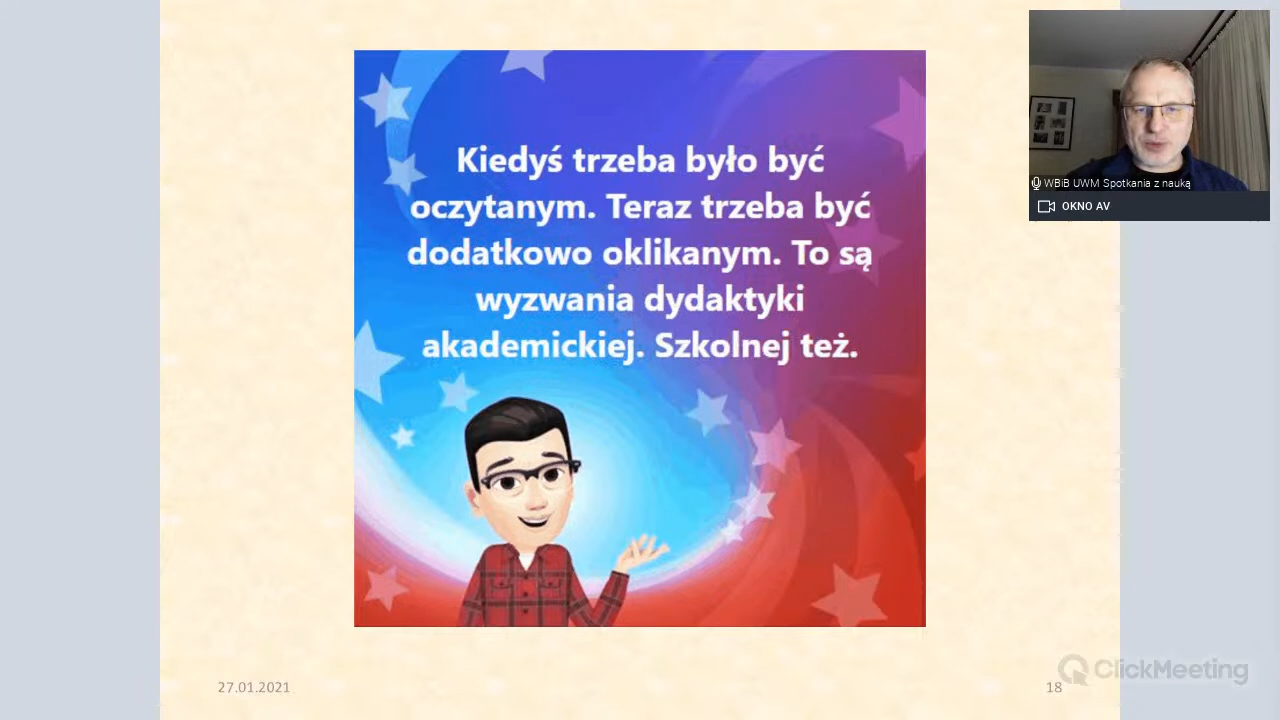 Kiedyś trzeba było być
oczytanym. Teraz trzeba być
dodatkowo oklikanym. To są
wyzwania dydaktyki
akademickiej. Szkolnej też.
WBiB UWM Spotkania z nauką
OKNO AV
27.01.2021
18
ClickMeeting